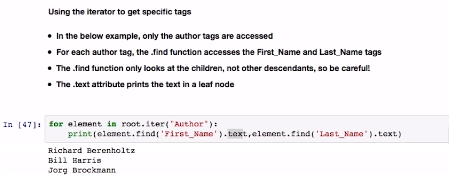 Using the iterator to get specific tags
• In the below example, only the author tags are accessed
• For each author tag, the .find function accesses the First_Name and Last_Name tags
• The .find function only looks at the children, not other descendants, so be careful!
• The .text attribute prints the text in a leaf node
In [47]: for element in root.iter('Author'):
print(element.find('First_Name').text,element.find('Last_Name').text)
Richard Berenholtz
Bill Harris
Jorg Brockmann